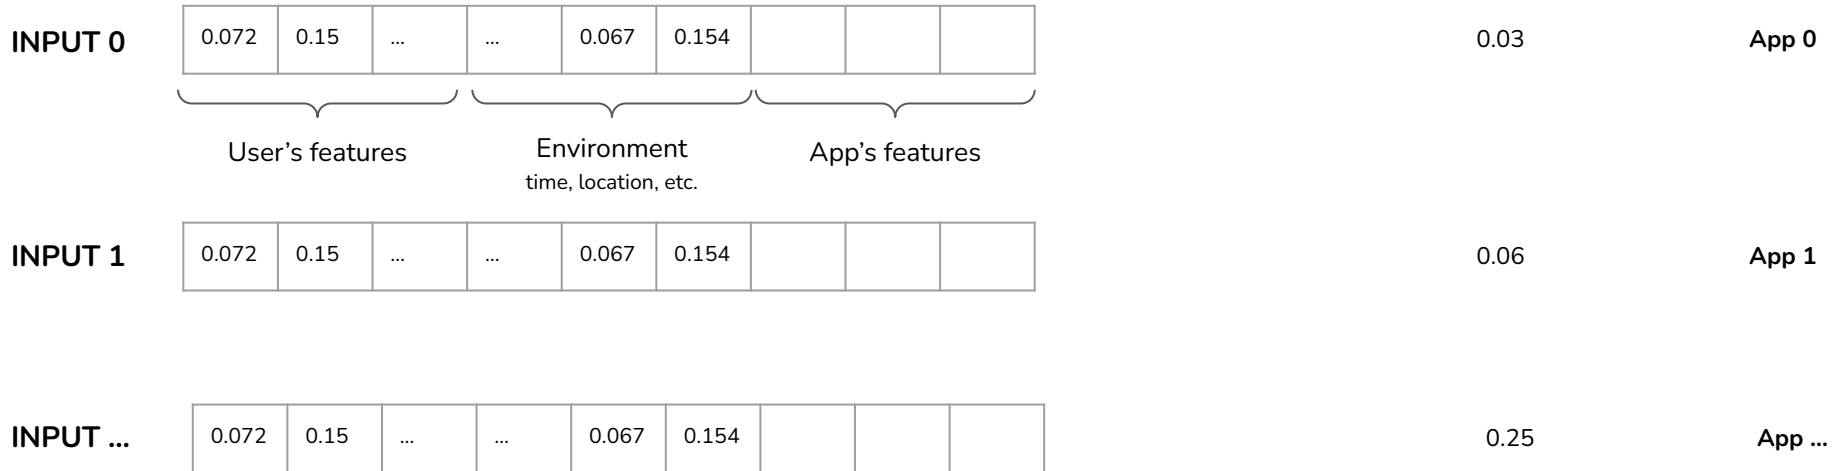 INPUT 0 0.072 0.15 ... ... 0.067 0.154 0.03 App 0
User’s features Environment App’s features
time, location, etc.
INPUT 1 0.072 0.15 ... ... 0.067 0.154 0.06 App 1
INPUT ... 0.072 0.15 ... ... 0.067 0.154 0.25 App ...